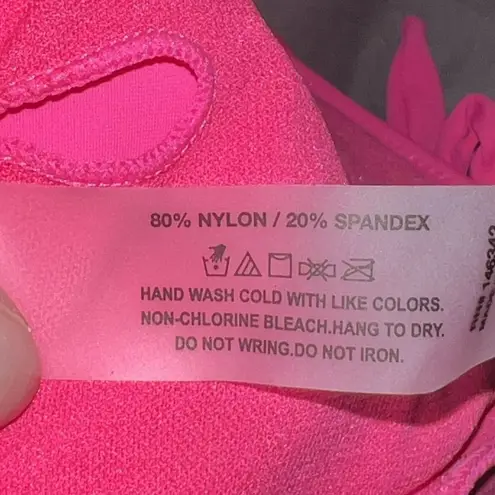 80% NYLON / 20% SPANDEX
HAND WASH COLD WITH LIKE COLORS.
NON-CHLORINE BLEACH.HANG TO DRY.
DO NOT WRING.DO NOT IRON.